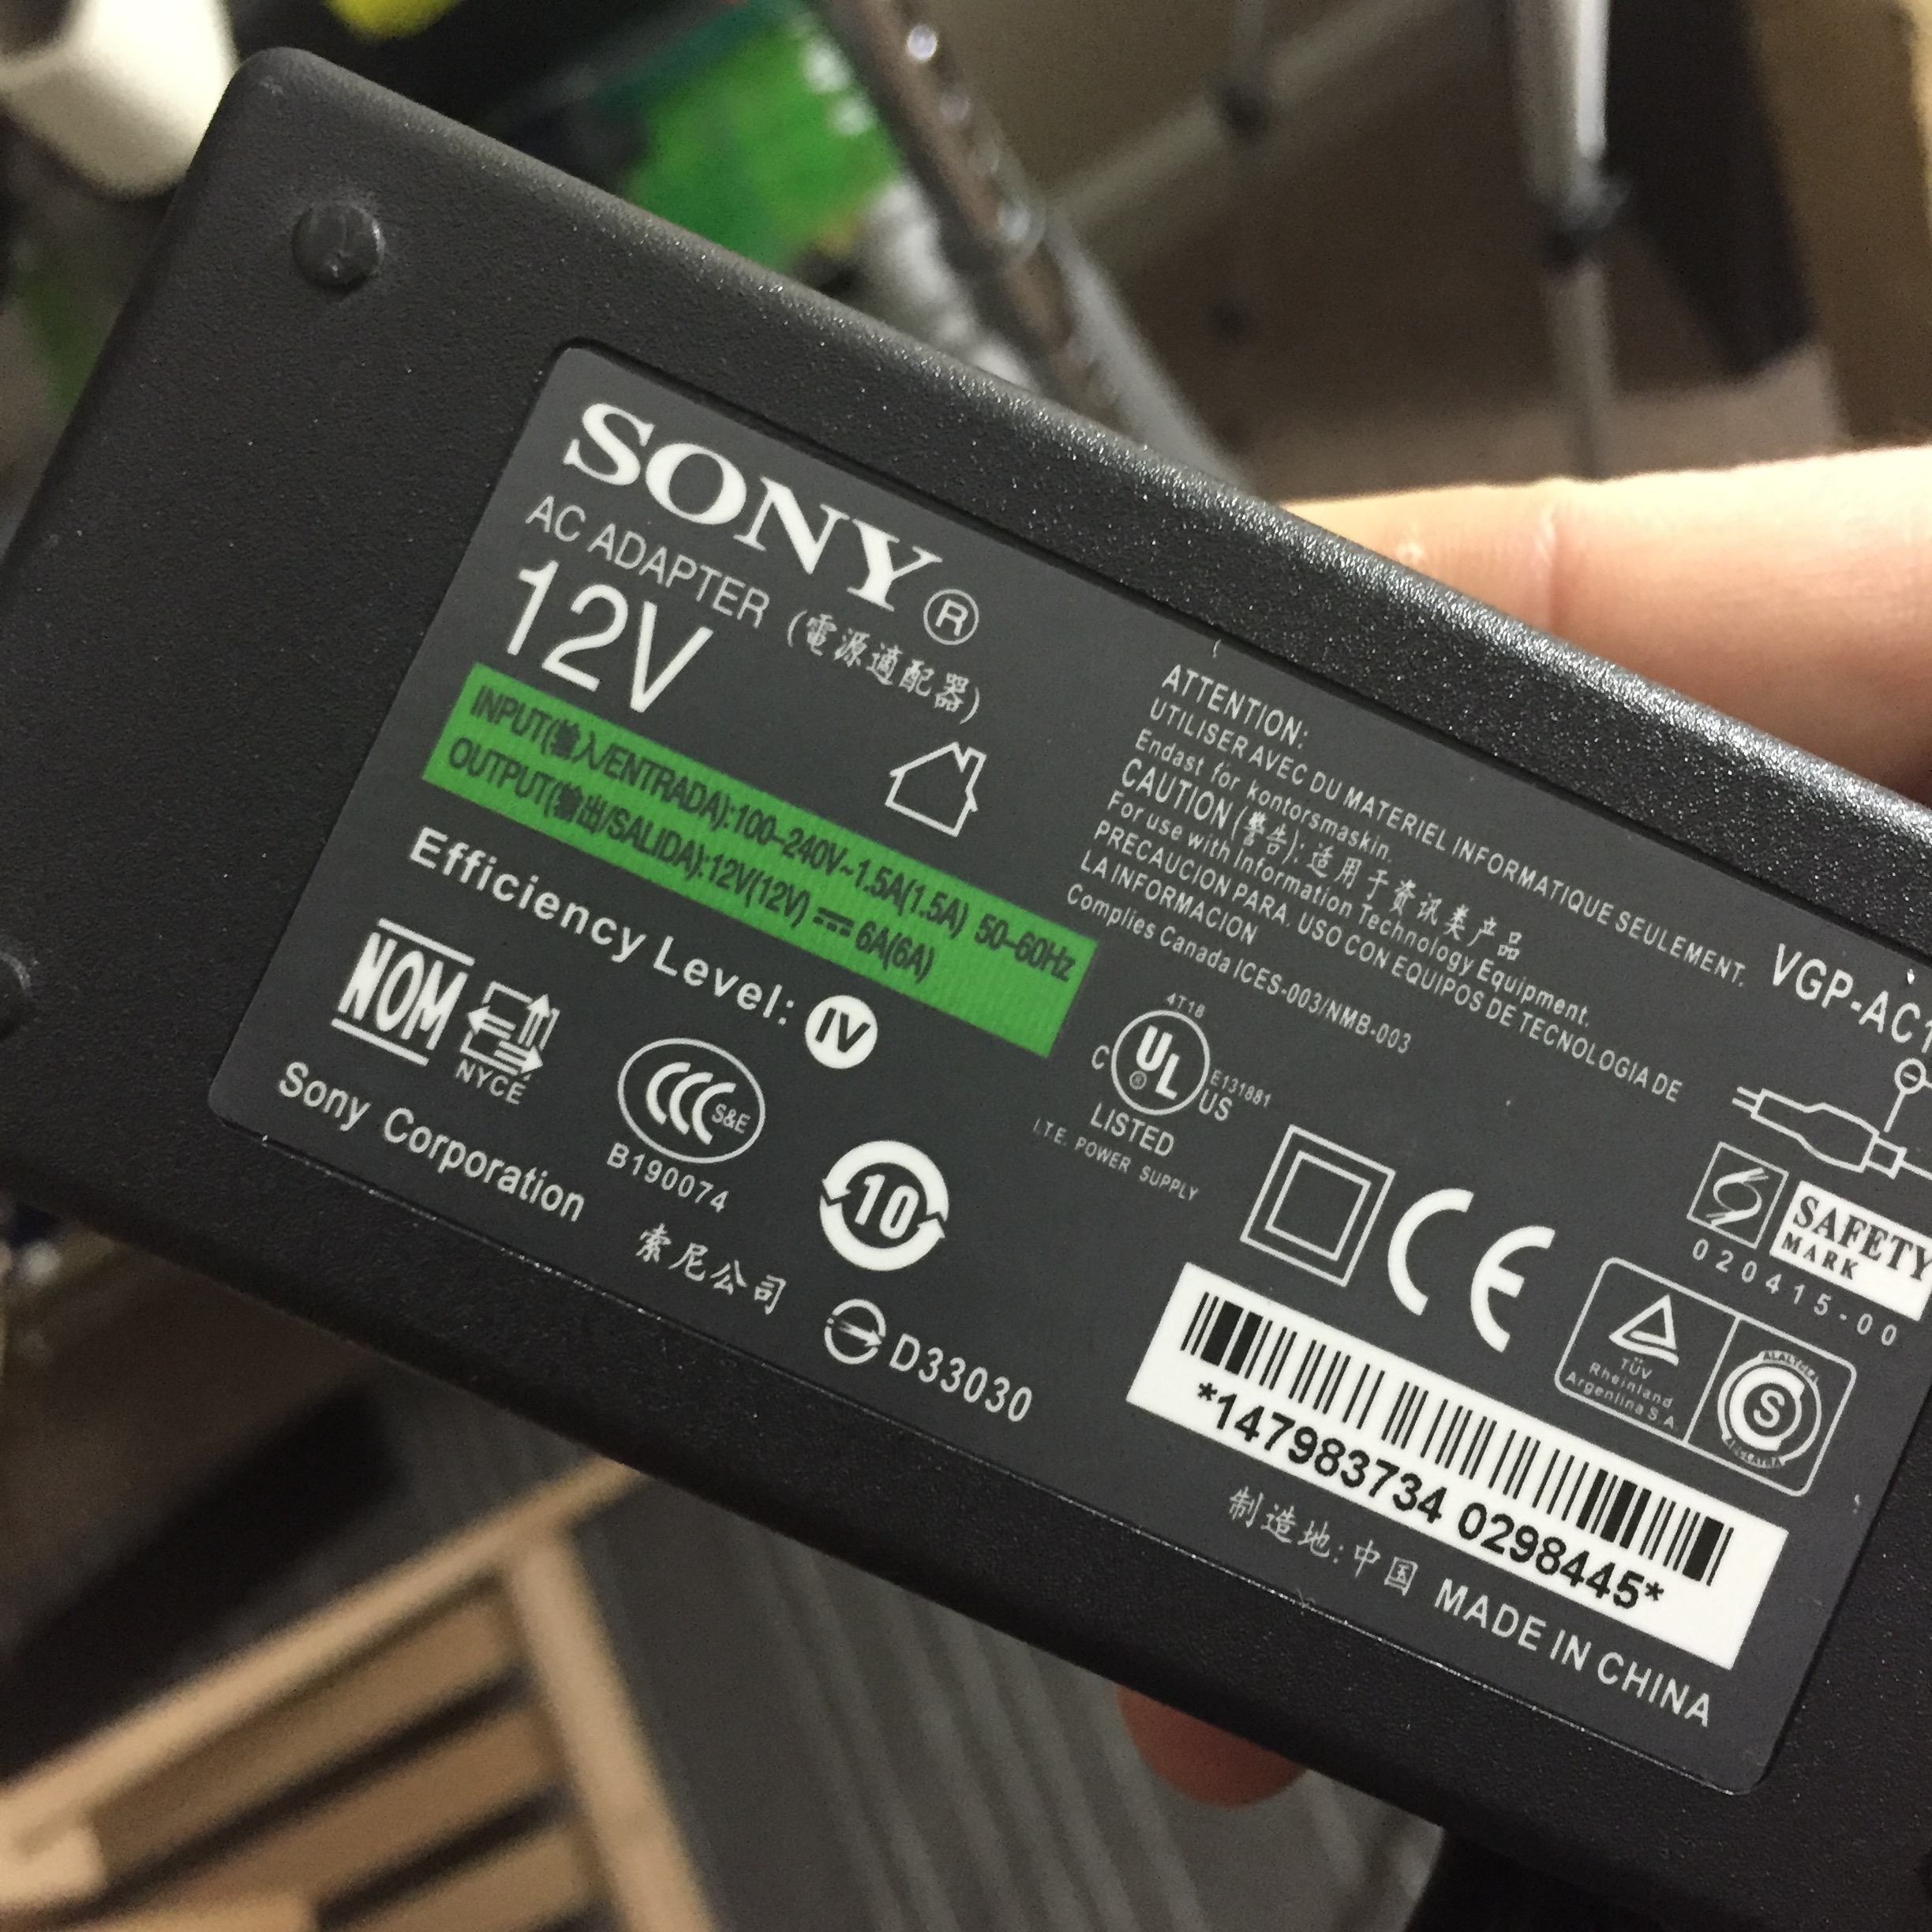 SONY®
AC ADAPTER (電源適配器)
12V
INPUT(输入/ENTRADA):100-240V~1.5A(1.5A) 50-60Hz
OUTPUT(输出/SALIDA):12V(12V) ⎓ 6A(6A)
Efficiency Level: IV
NOM
NYCE
S&E
B190074
10
Sony Corporation 索尼公司
D33030
ATTENTION:
UTILISER AVEC DU MATERIEL INFORMATIQUE SEULEMENT.
Endast för kontorsmaskin.
CAUTION (警告): 适用于资讯类产品
For use with Information Technology Equipment.
PRECAUCION PARA. USO CON EQUIPOS DE TECNOLOGIA DE
LA INFORMACION
Complies Canada ICES-003/NMB-003
VGP-AC1
4T18
C UL ® US
E131881
LISTED
I.T.E. POWER SUPPLY
CE
SAFETY
MARK
020415-00
TÜV
Rheinland
Argenlina S.A.
S
*147983734 0298445*
制造地:中国 MADE IN CHINA